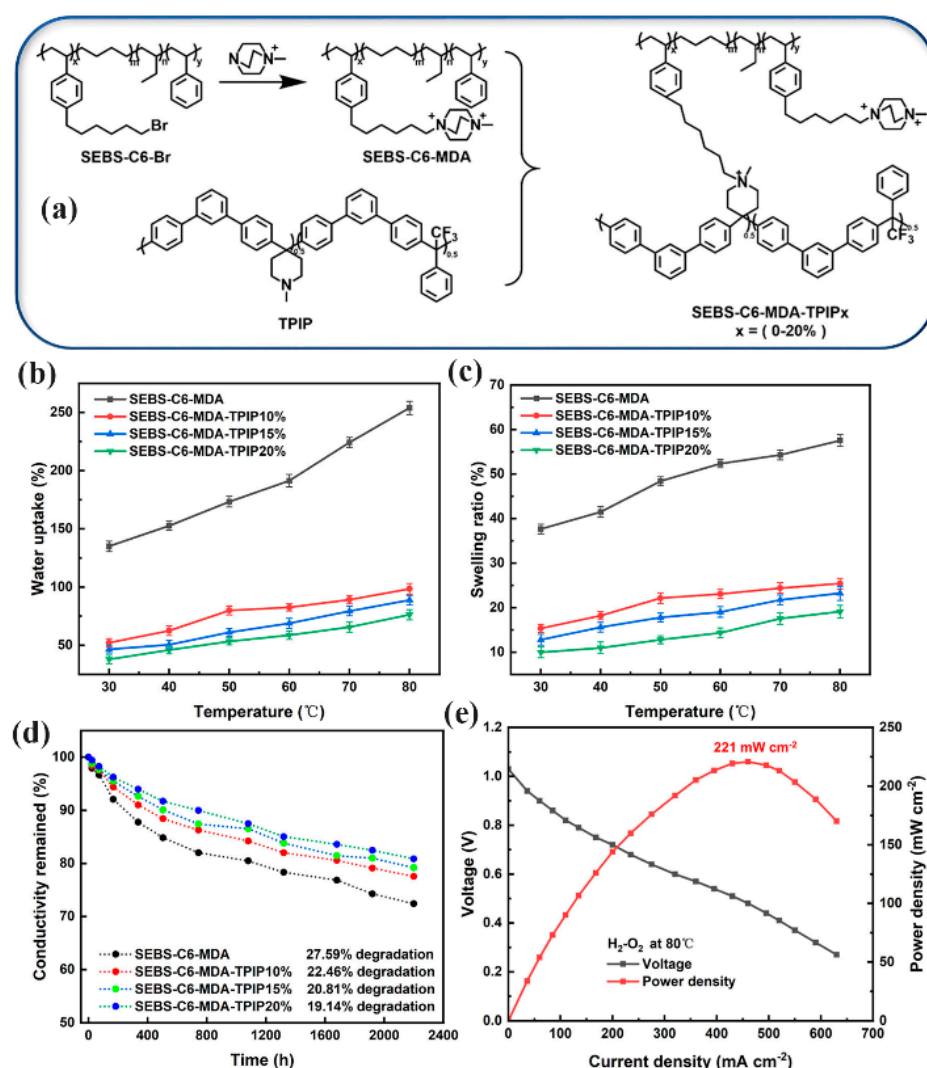 (a)
x
m
n
y
N
N
+
Br
SEBS-C6-Br
x
m
n
y
+
N
N
+
SEBS-C6-MDA
0.5
CF3
0.5
N
TPIP
x
m
n
y
+
N
N
+
N
+
0.5
CF3
0.5
SEBS-C6-MDA-TPIPx
x = ( 0-20% )
(b)
SEBS-C6-MDA
SEBS-C6-MDA-TPIP10%
SEBS-C6-MDA-TPIP15%
SEBS-C6-MDA-TPIP20%
Water uptake (%)
250
200
150
100
50
30 40 50 60 70 80
Temperature (℃)
(c)
SEBS-C6-MDA
SEBS-C6-MDA-TPIP10%
SEBS-C6-MDA-TPIP15%
SEBS-C6-MDA-TPIP20%
Swelling ratio (%)
70
60
50
40
30
20
10
30 40 50 60 70 80
Temperature (℃)
(d)
Conductivity remained (%)
100
90
80
70
60
50
SEBS-C6-MDA 27.59% degradation
SEBS-C6-MDA-TPIP10% 22.46% degradation
SEBS-C6-MDA-TPIP15% 20.81% degradation
SEBS-C6-MDA-TPIP20% 19.14% degradation
0 400 800 1200 1600 2000 2400
Time (h)
(e)
Voltage (V)
1.2
1.0
0.8
0.6
0.4
0.2
0.0
221 mW cm-2
H2-O2 at 80℃
Voltage
Power density
250
200
150
100
50
0
Power density (mW cm-2)
0 100 200 300 400 500 600 700
Current density (mA cm-2)